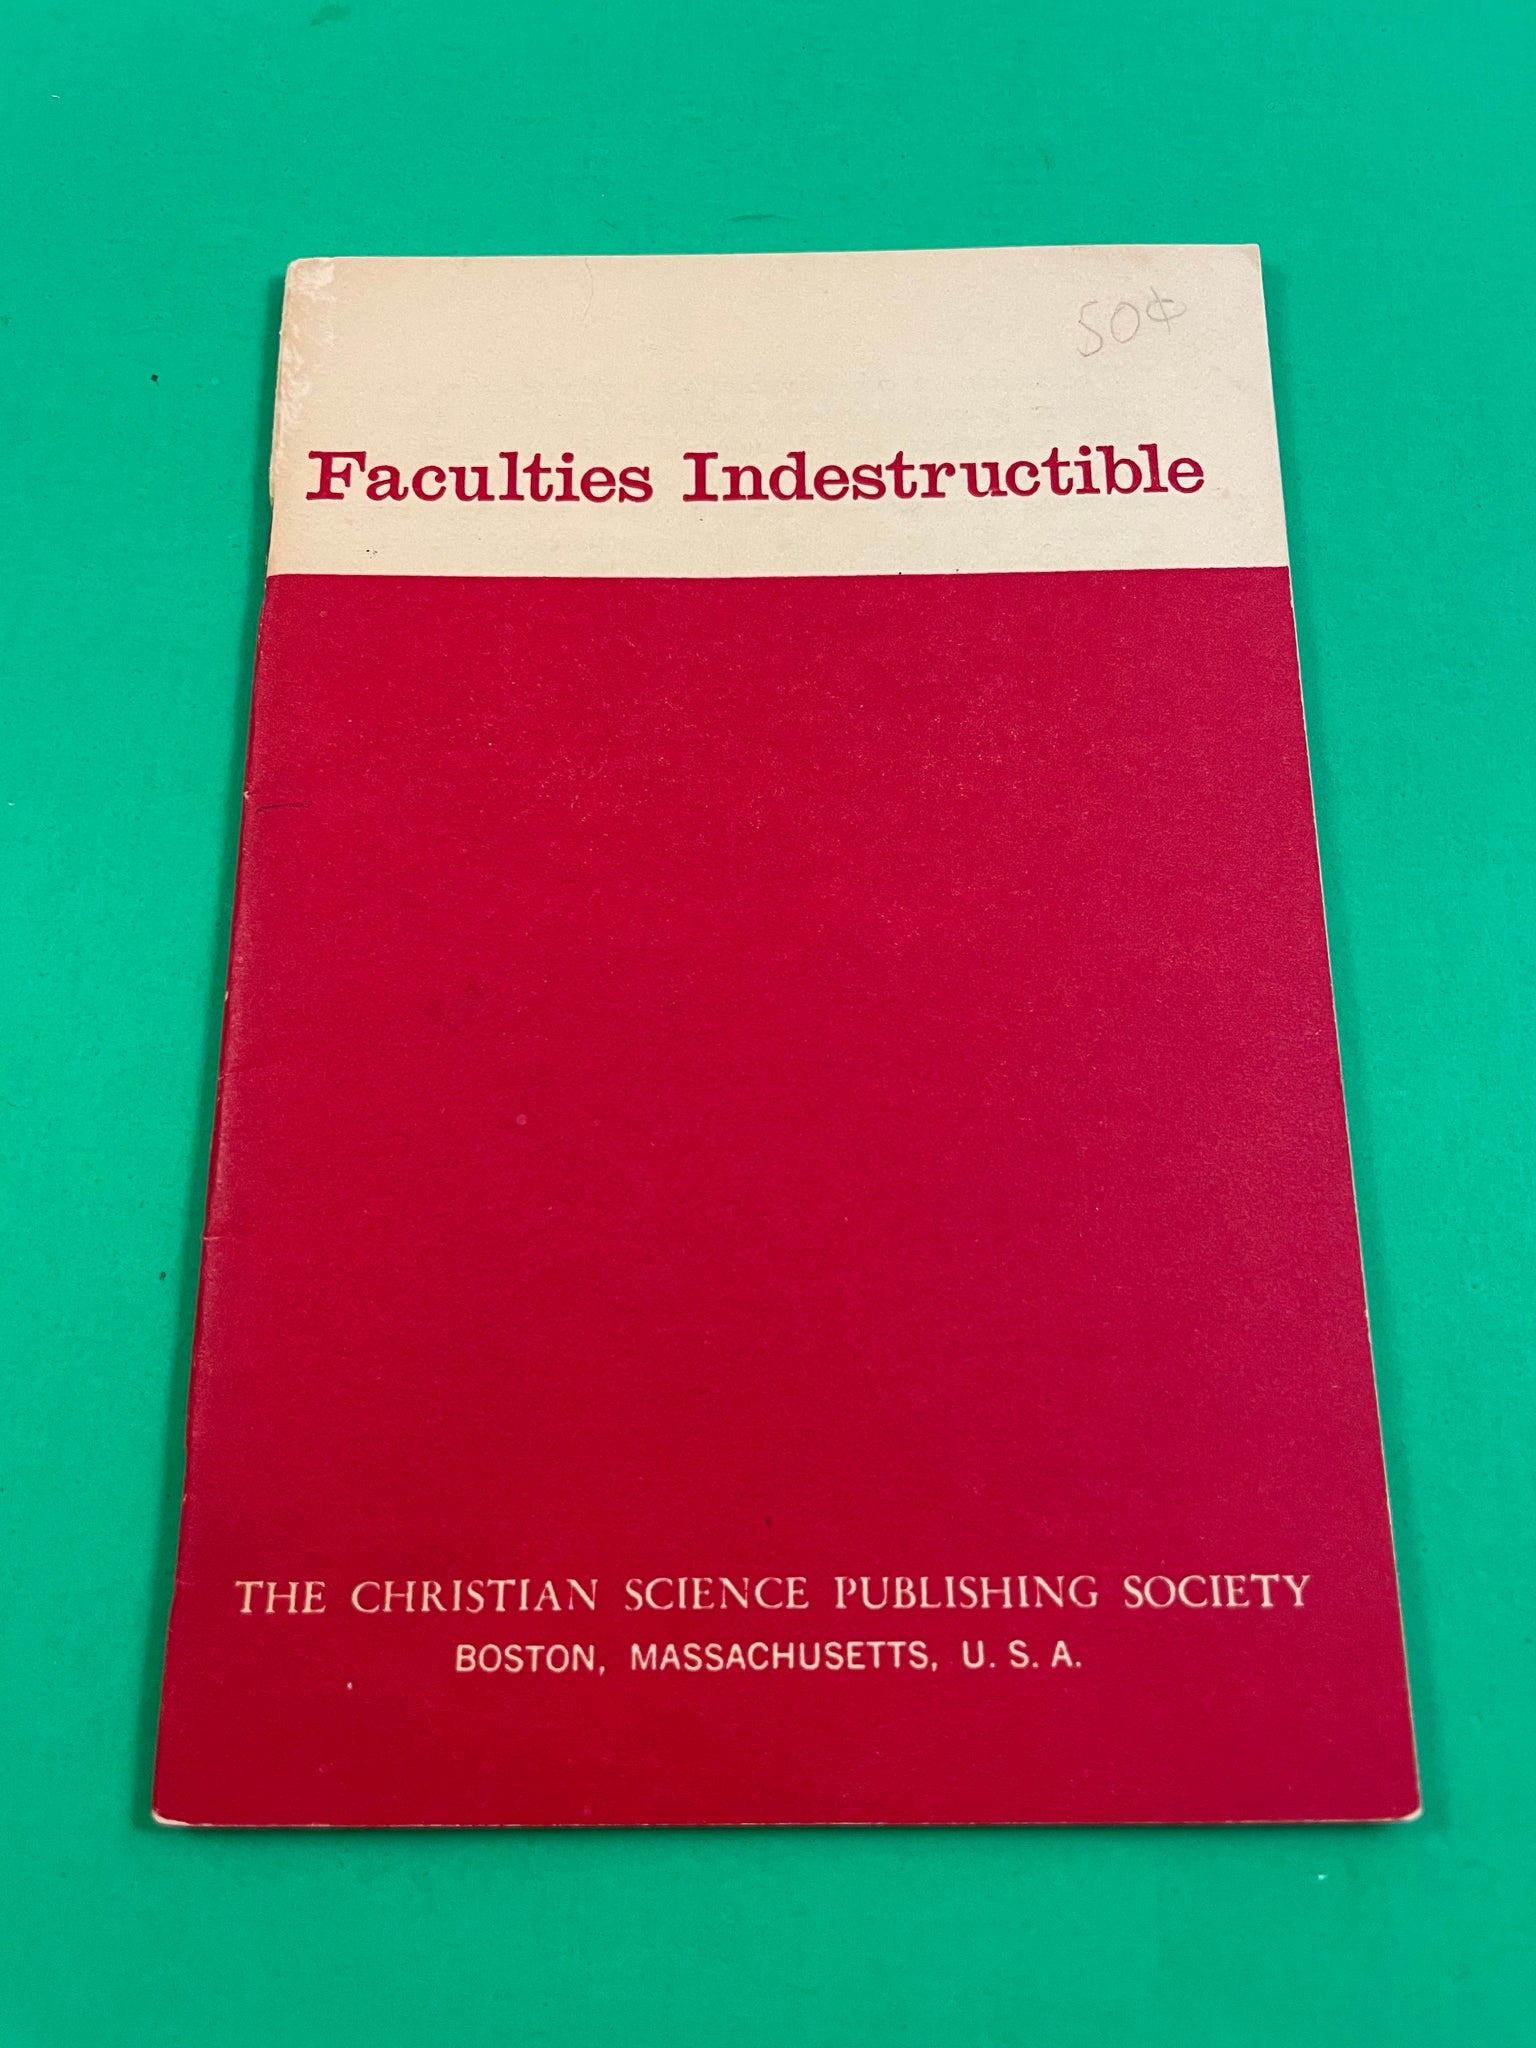 50¢
Faculties Indestructible
THE CHRISTIAN SCIENCE PUBLISHING SOCIETY
BOSTON, MASSACHUSETTS, U. S. A.